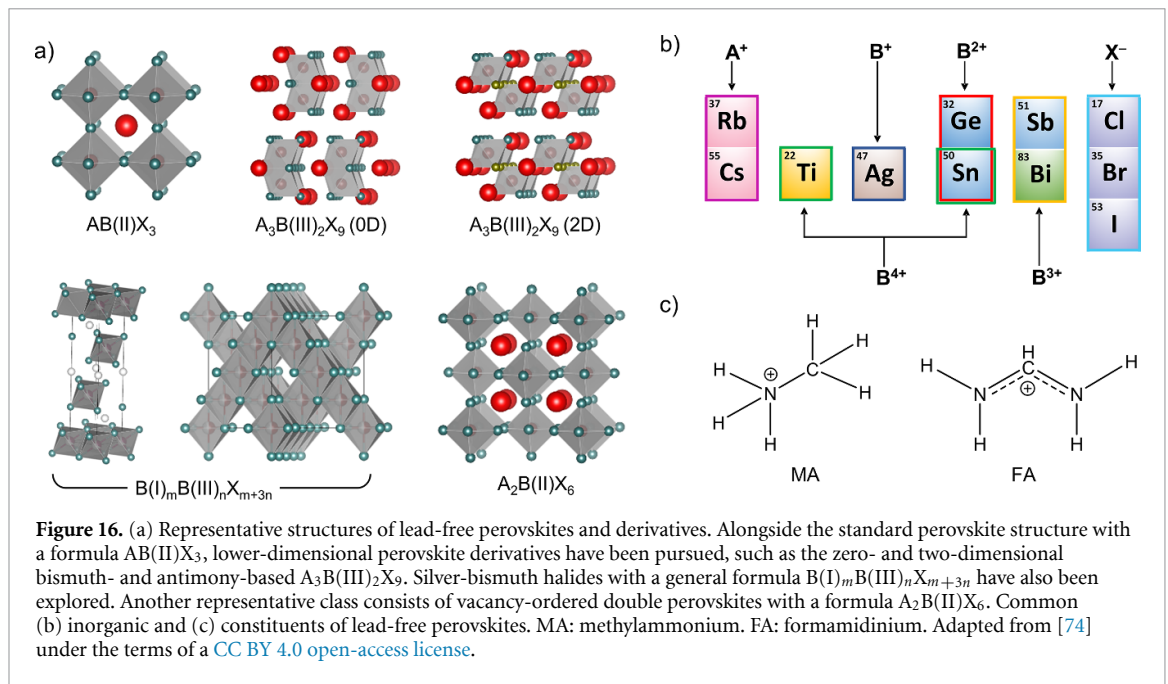 a)
AB(II)X₃
A₃B(III)₂X₉ (0D)
A₃B(III)₂X₉ (2D)
B(I)ₘB(III)ₙXₘ₊₃ₙ
A₂B(II)X₆
b)
A⁺
B⁺
B²⁺
X⁻
37
Rb
32
Ge
51
Sb
17
Cl
55
Cs
22
Ti
47
Ag
50
Sn
83
Bi
35
Br
53
I
B⁴⁺
B³⁺
c)
H
H
H
C
H
N
⊕
H
H
MA
H
C
⊕
H
H
N
N
H
H
FA
Figure 16. (a) Representative structures of lead-free perovskites and derivatives. Alongside the standard perovskite structure with
a formula AB(II)X₃, lower-dimensional perovskite derivatives have been pursued, such as the zero- and two-dimensional
bismuth- and antimony-based A₃B(III)₂X₉. Silver-bismuth halides with a general formula B(I)ₘB(III)ₙXₘ₊₃ₙ have also been
explored. Another representative class consists of vacancy-ordered double perovskites with a formula A₂B(II)X₆. Common
(b) inorganic and (c) constituents of lead-free perovskites. MA: methylammonium. FA: formamidinium. Adapted from [74]
under the terms of a CC BY 4.0 open-access license.